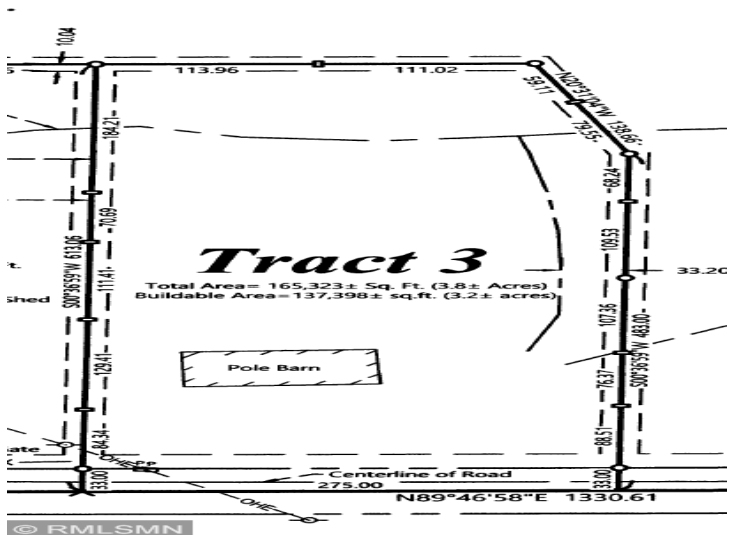 10.04
113.96
111.02
59.11
N20°31'04"W 138.66
79.55
184.21
68.24
70.69
109.53
S00°36'59"W 613.06
111.41
Tract 3
33.20
Total Area= 165,323± Sq. Ft. (3.8± Acres)
Buildable Area=137,398± sq.ft. (3.2± acres)
t.
shed
107.36
S00°36'59"W 483.00
129.41
Pole Barn
76.37
84.34
88.51
ate
OHE
PP
33.00
Centerline of Road
33.00
275.00
N89°46'58"E 1330.61
OHE
© RMLSMN